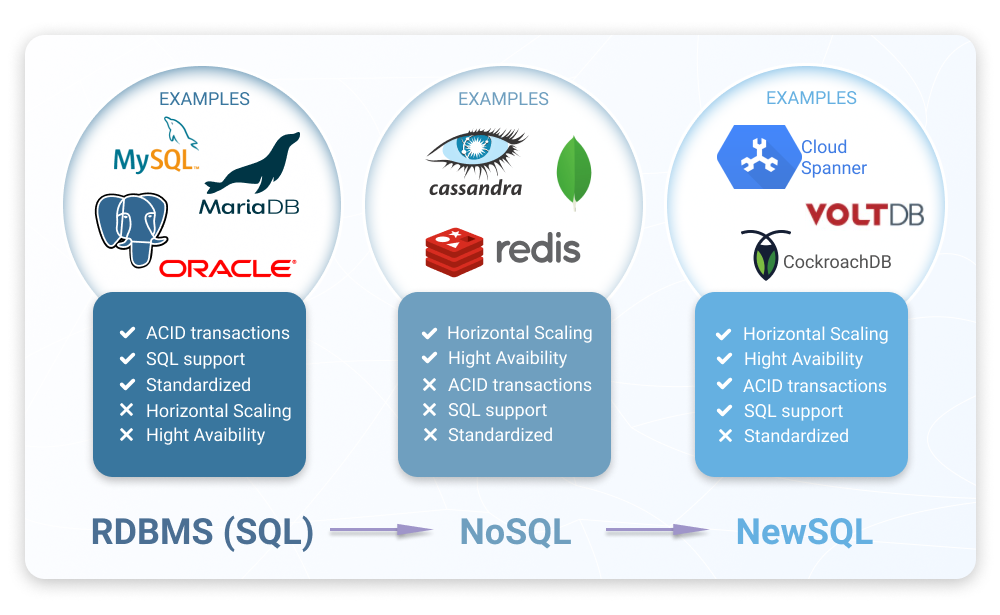 EXAMPLES
MySQL™
MariaDB
ORACLE®
ACID transactions
SQL support
Standardized
Horizontal Scaling
Hight Avaibility
RDBMS (SQL)
EXAMPLES
cassandra
redis
Horizontal Scaling
Hight Avaibility
ACID transactions
SQL support
Standardized
NoSQL
EXAMPLES
Cloud
Spanner
VOLTDB
CockroachDB
Horizontal Scaling
Hight Avaibility
ACID transactions
SQL support
Standardized
NewSQL